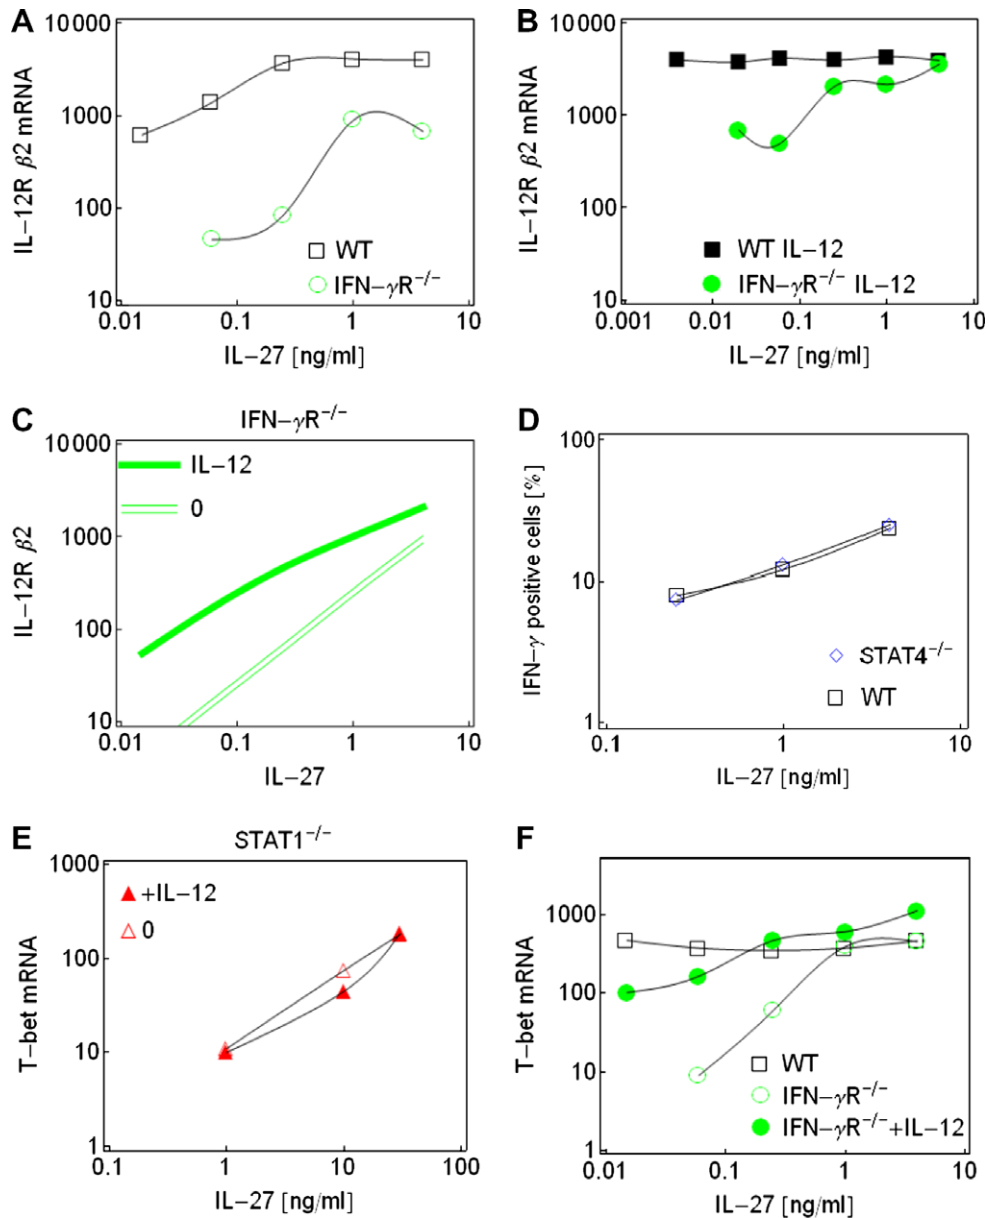 A
10 000
1000
100
10
0.01 0.1 1 10
IL−12R β2 mRNA
IL−27 [ng/ml]
WT
IFN−γR−/−
B
10 000
1000
100
10
0.001 0.01 0.1 1 10
IL−12R β2 mRNA
IL−27 [ng/ml]
WT IL−12
IFN−γR−/− IL−12
C
IFN−γR−/−
10 000
1000
100
10
0.01 0.1 1 10
IL−12R β2
IL−27
IL−12
0
D
100
10
1
0.1 1 10
IFN−γ positive cells [%]
IL−27 [ng/ml]
STAT4−/−
WT
E
STAT1−/−
1000
100
10
1
0.1 1 10 100
T−bet mRNA
IL−27 [ng/ml]
+IL−12
0
F
1000
100
10
1
0.01 0.1 1 10
T−bet mRNA
IL−27 [ng/ml]
WT
IFN−γR−/−
IFN−γR−/−+IL−12